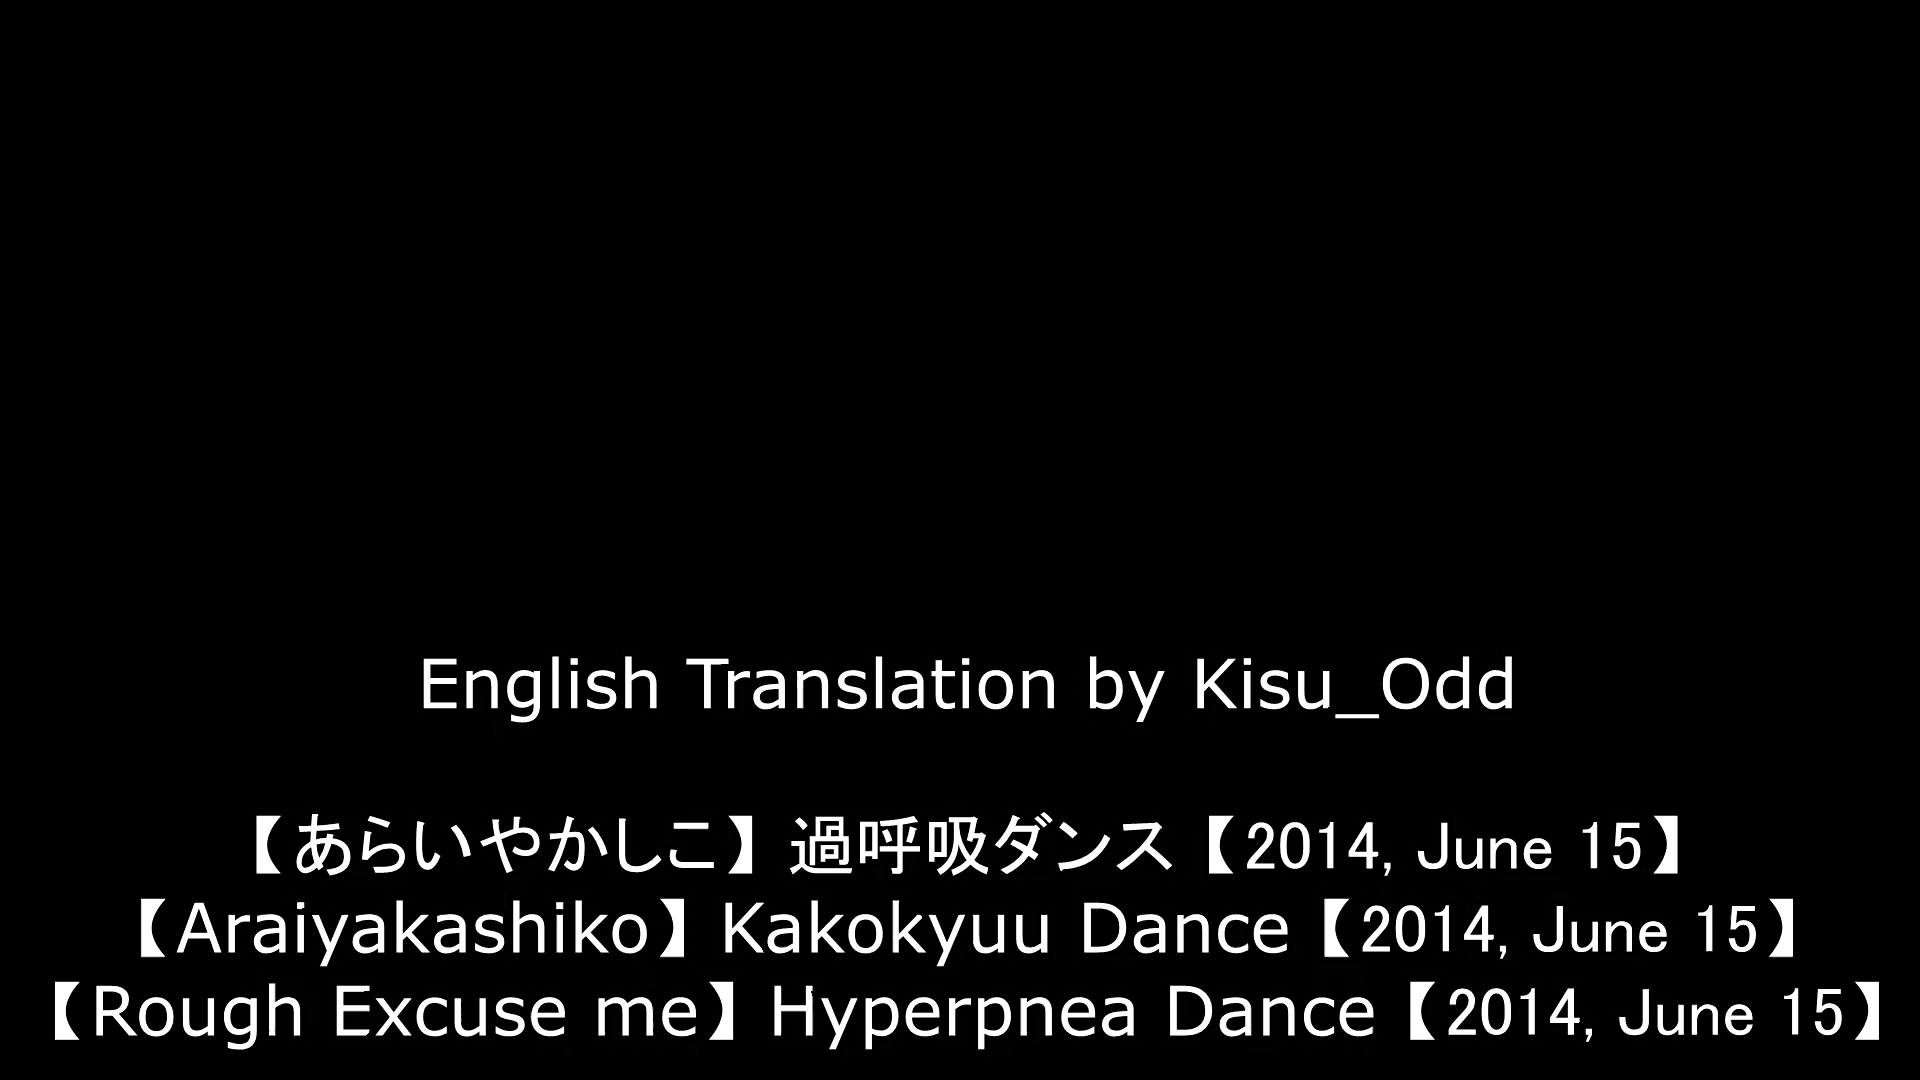 English Translation by Kisu_Odd
【あらいやかしこ】過呼吸ダンス【2014, June 15】
【Araiyakashiko】Kakokyuu Dance【2014, June 15】
【Rough Excuse me】Hyperpnea Dance【2014, June 15】